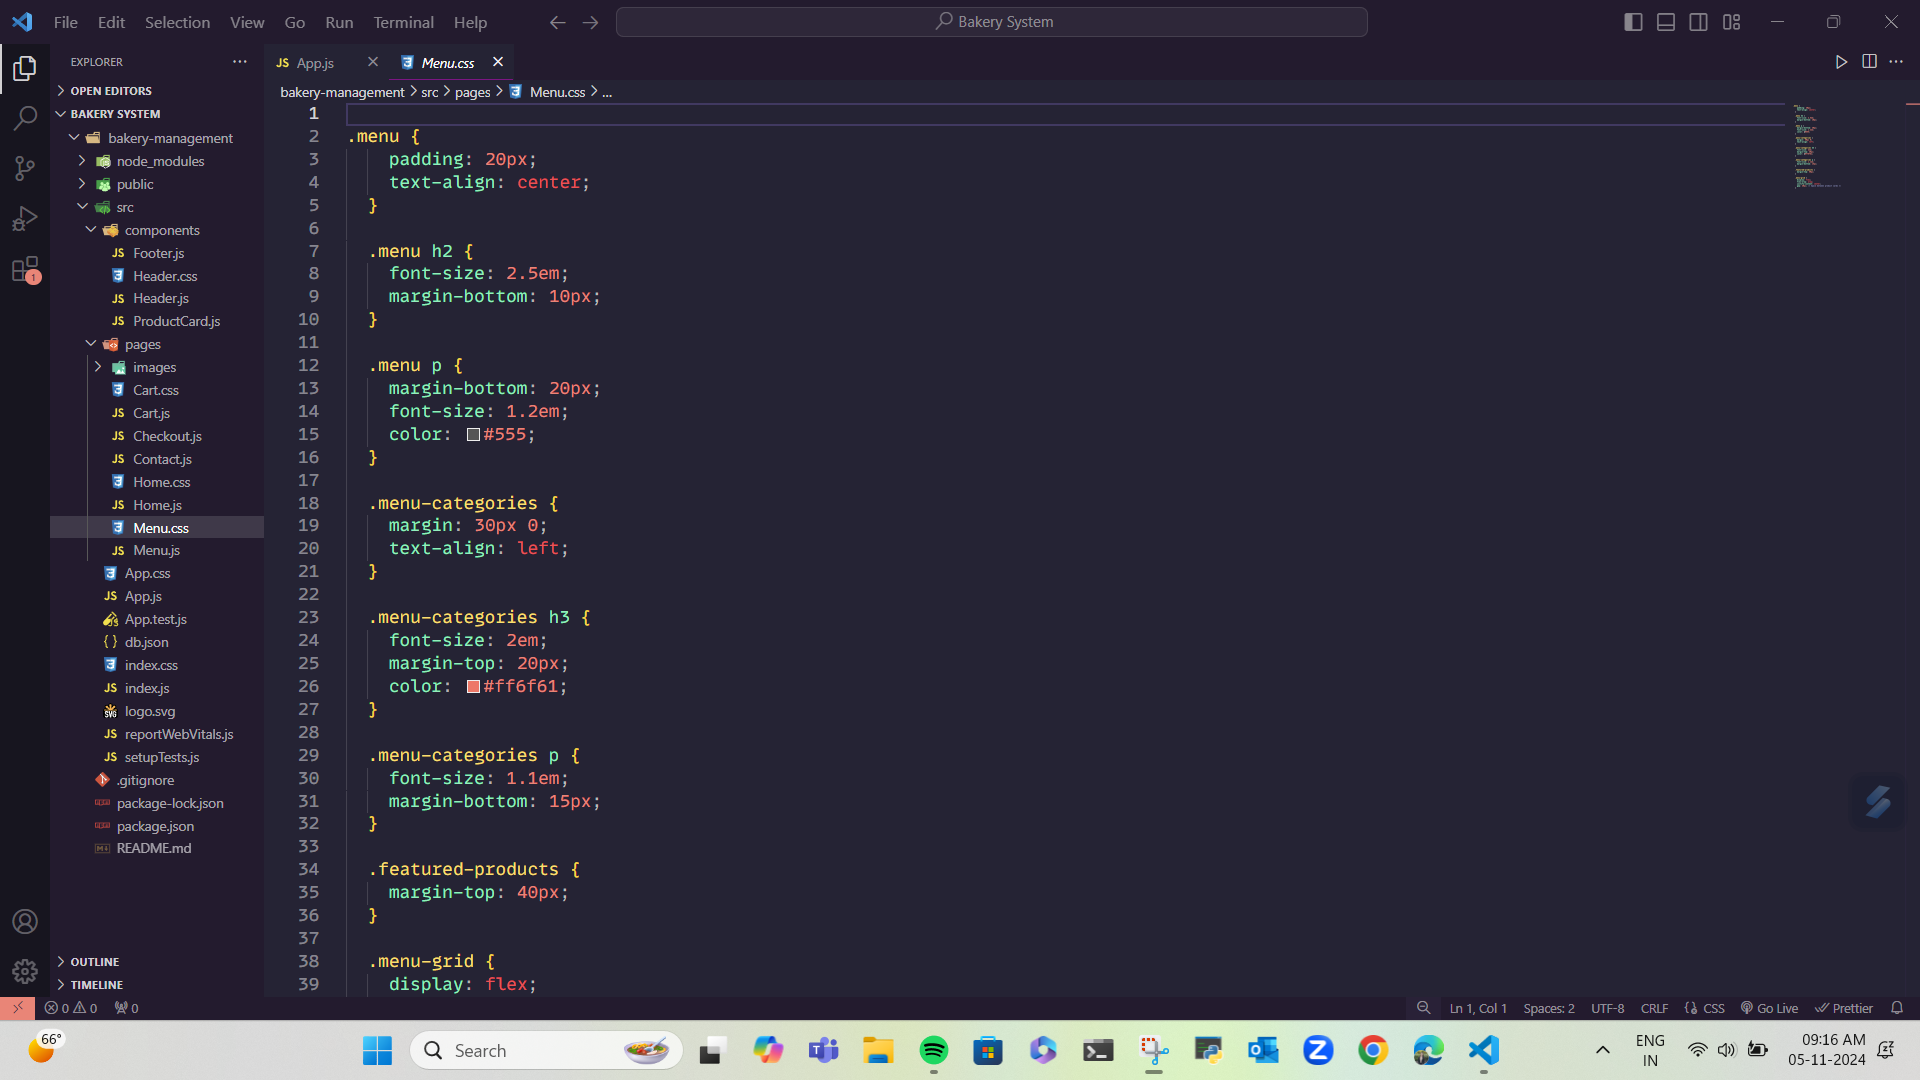 File Edit Selection View Go Run Terminal Help
Bakery System
EXPLORER
OPEN EDITORS
BAKERY SYSTEM
bakery-management
node_modules
public
src
components
JS Footer.js
Header.css
JS Header.js
JS ProductCard.js
pages
images
Cart.css
JS Cart.js
JS Checkout.js
JS Contact.js
Home.css
JS Home.js
Menu.css
JS Menu.js
App.css
JS App.js
App.test.js
{ } db.json
index.css
JS index.js
SVG logo.svg
JS reportWebVitals.js
JS setupTests.js
.gitignore
package-lock.json
package.json
README.md
OUTLINE
TIMELINE
1
JS App.js
Menu.css
bakery-management > src > pages > Menu.css > ...
1
2 .menu {
3 padding: 20px;
4 text-align: center;
5 }
6
7 .menu h2 {
8 font-size: 2.5em;
9 margin-bottom: 10px;
10 }
11
12 .menu p {
13 margin-bottom: 20px;
14 font-size: 1.2em;
15 color: #555;
16 }
17
18 .menu-categories {
19 margin: 30px 0;
20 text-align: left;
21 }
22
23 .menu-categories h3 {
24 font-size: 2em;
25 margin-top: 20px;
26 color: #ff6f61;
27 }
28
29 .menu-categories p {
30 font-size: 1.1em;
31 margin-bottom: 15px;
32 }
33
34 .featured-products {
35 margin-top: 40px;
36 }
37
38 .menu-grid {
39 display: flex;
0 0 0
Ln 1, Col 1 Spaces: 2 UTF-8 CRLF { } CSS Go Live Prettier
66°
Search
ENG
IN
09:16 AM
05-11-2024